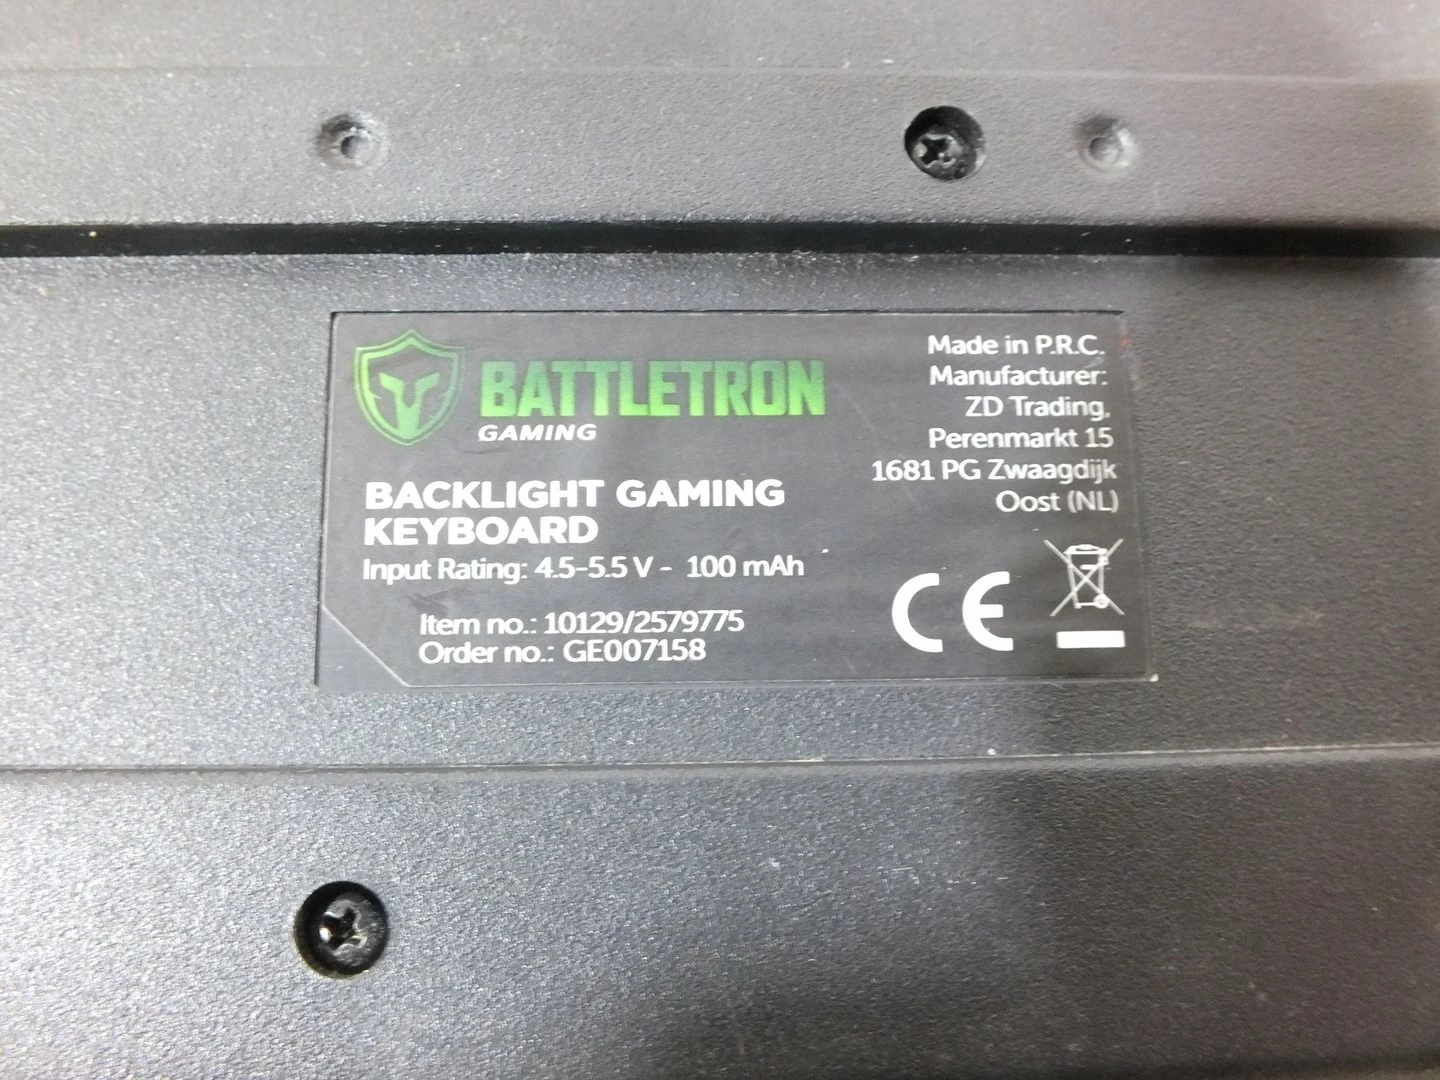 BATTLETRON
GAMING
BACKLIGHT GAMING
KEYBOARD
Input Rating: 4.5-5.5 V - 100 mAh
Item no.: 10129/2579775
Order no.: GE007158
Made in P.R.C.
Manufacturer:
ZD Trading,
Perenmarkt 15
1681 PG Zwaagdijk
Oost (NL)
CE